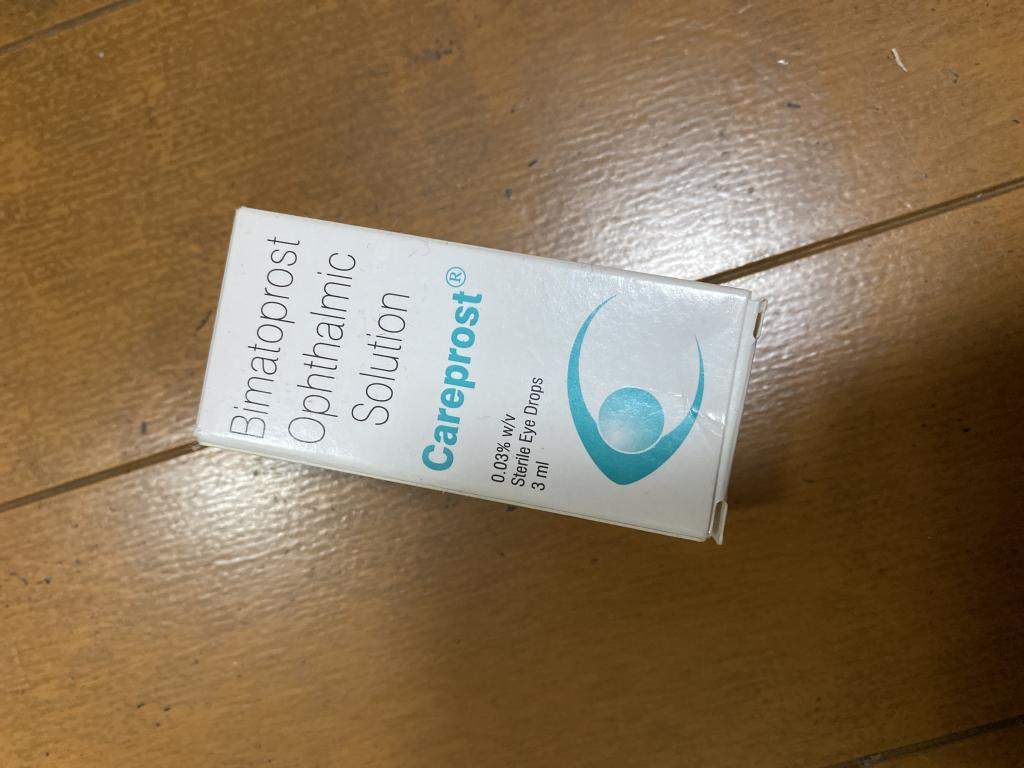 Bimatoprost
Ophthalmic
Solution
Careprost®
0.03% w/v
Sterile Eye Drops
3 ml